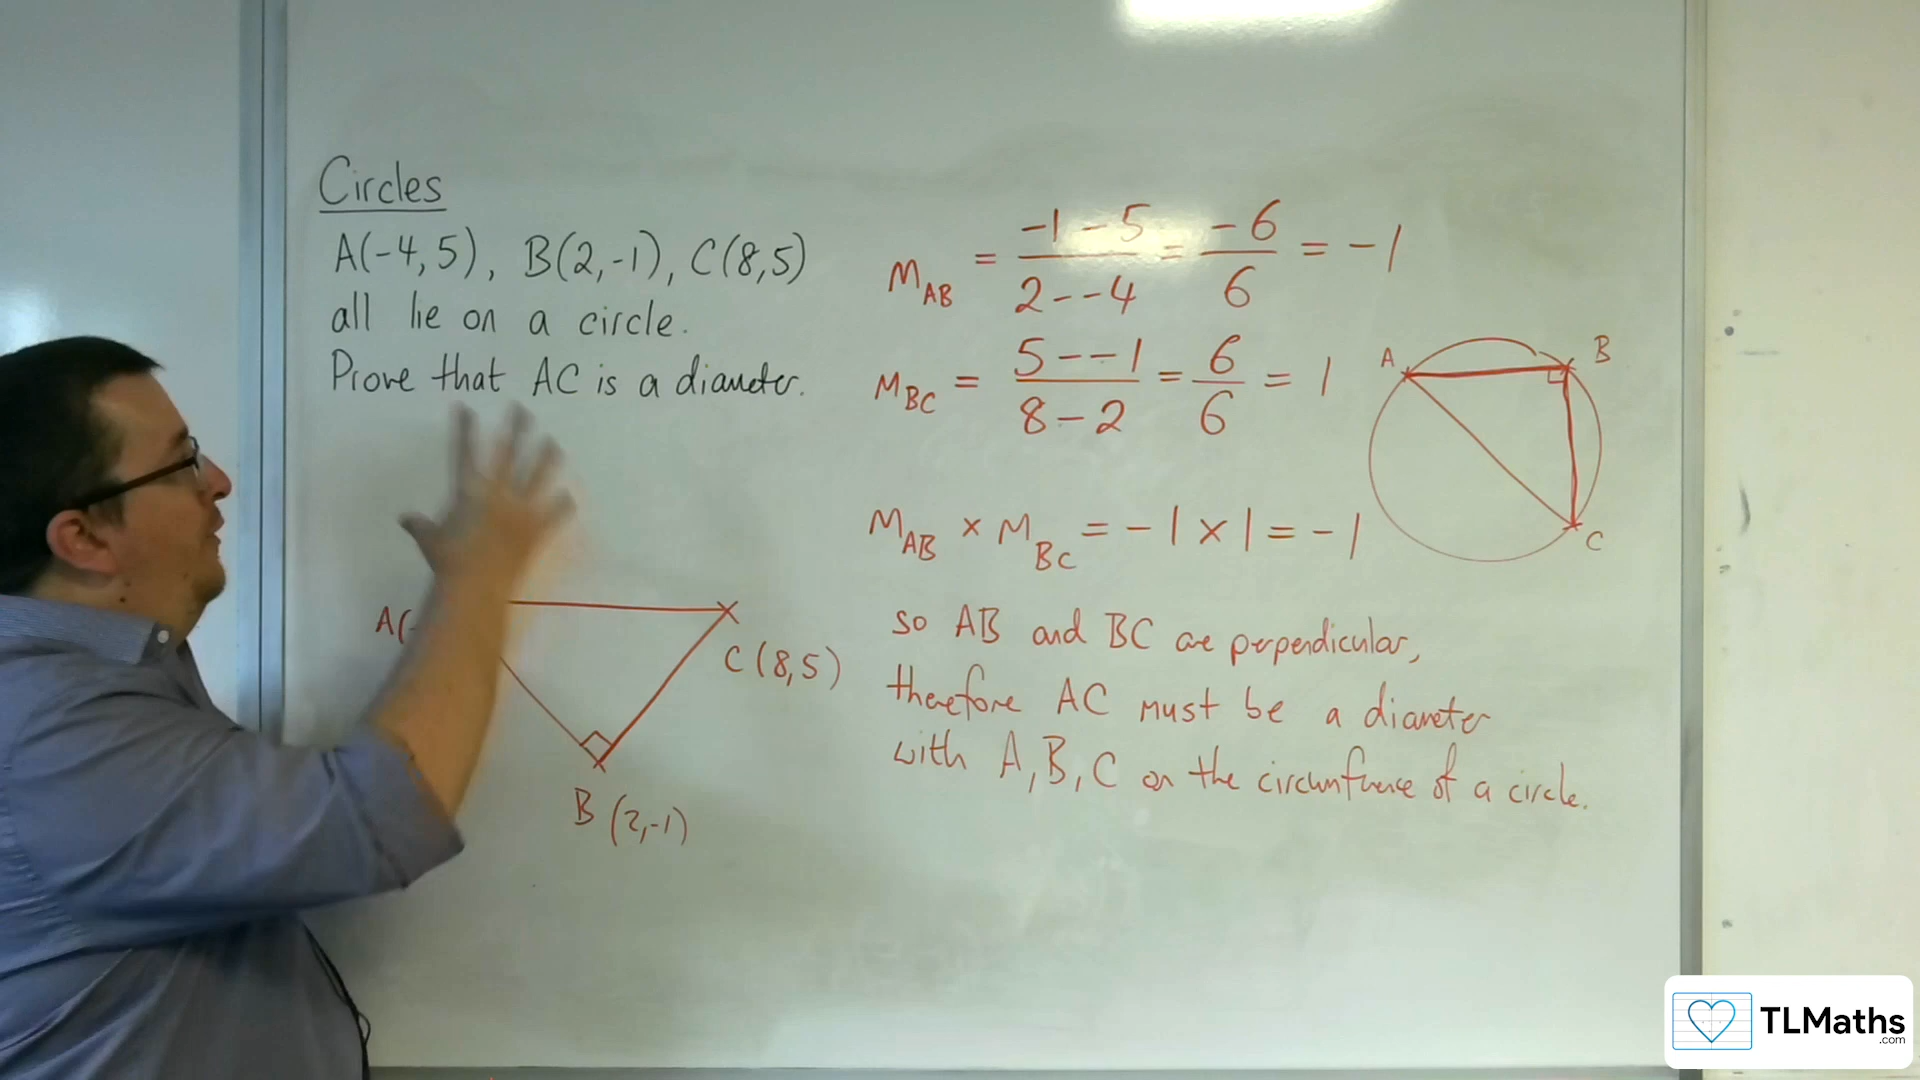 Circles
A(-4,5), B(2,-1), C(8,5)
all lie on a circle.
Prove that AC is a diameter.
A(-
C(8,5)
B(2,-1)
M_AB = (-1-5)/(2--4) = -6/6 = -1
M_BC = (5--1)/(8-2) = 6/6 = 1
A
B
C
M_AB × M_BC = -1 × 1 = -1
so AB and BC are perpendicular,
therefore AC must be a diameter
with A, B, C on the circumference of a circle.
TLMaths
.com